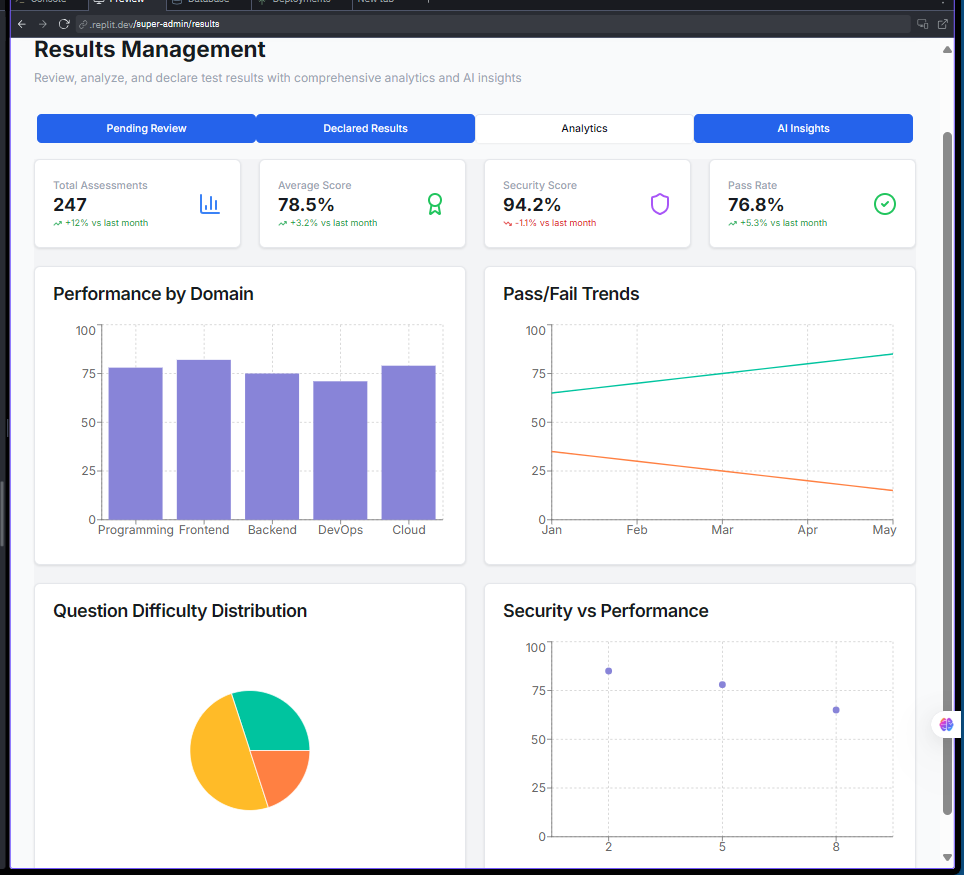 Preview
.replit.dev/super-admin/results
Results Management
Review, analyze, and declare test results with comprehensive analytics and AI insights
Pending Review
Declared Results
Analytics
AI Insights
Total Assessments
247
+12% vs last month
Average Score
78.5%
+3.2% vs last month
Security Score
94.2%
-1.1% vs last month
Pass Rate
76.8%
+5.3% vs last month
Performance by Domain
100
75
50
25
0
Programming Frontend Backend DevOps Cloud
Pass/Fail Trends
100
75
50
25
0
Jan Feb Mar Apr May
Question Difficulty Distribution
Security vs Performance
100
75
50
25
0
2 5 8